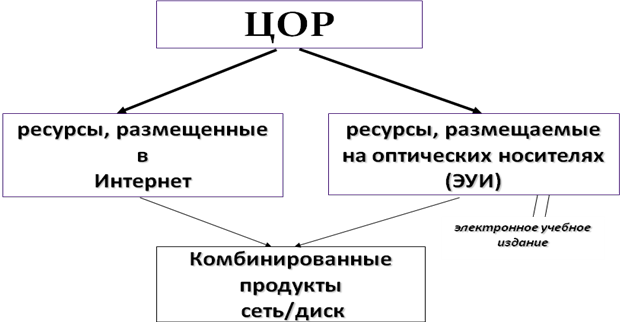 ЦОР
ресурсы, размещенные
в
Интернет
ресурсы, размещаемые
на оптических носителях
(ЭУИ)
электронное учебное
издание
Комбинированные
продукты
сеть/диск